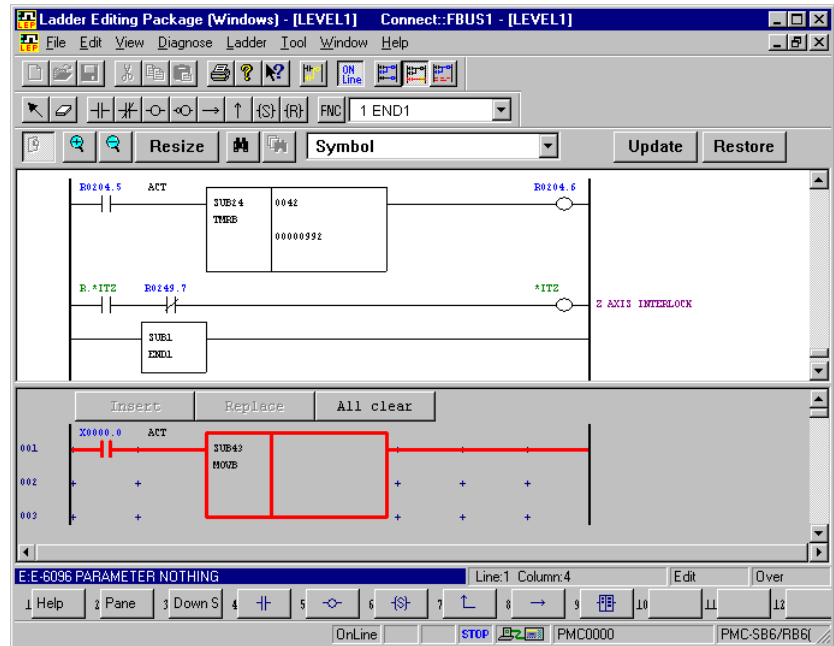 LEP Ladder Editing Package (Windows) - [LEVEL1] Connect::FBUS1 - [LEVEL1]
LEP File Edit View Diagnose Ladder Tool Window Help
ON Line
{S} {R} FNC 1 END1
Resize Symbol Update Restore
R0204.5 ACT R0204.6
SUB24 0042
TMRB
00000992
R.*ITZ R0249.7 *ITZ
Z AXIS INTERLOCK
SUB1
END1
Insert Replace All clear
X0000.0 ACT
001 SUB43
MOVB
002
003
E:E-6096 PARAMETER NOTHING Line:1 Column:4 Edit Over
1 Help 2 Pane 3 Down S 4 5 6 {S} 7 8 9 10 11 12
OnLine STOP PMC0000 PMC-SB6/RB6(